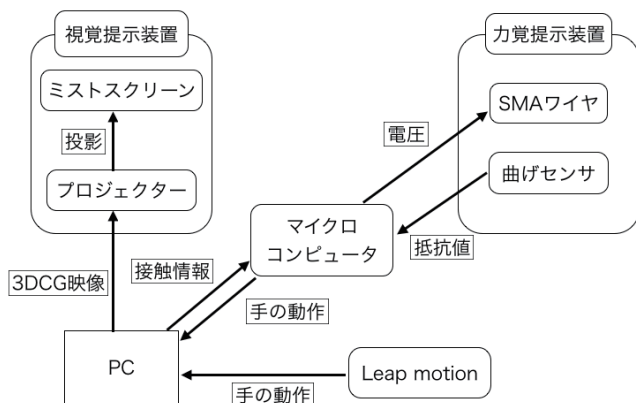 視覚提示装置
ミストスクリーン
投影
プロジェクター
3DCG映像
力覚提示装置
SMAワイヤ
電圧
曲げセンサ
抵抗値
マイクロ
コンピュータ
接触情報
手の動作
PC
手の動作
Leap motion